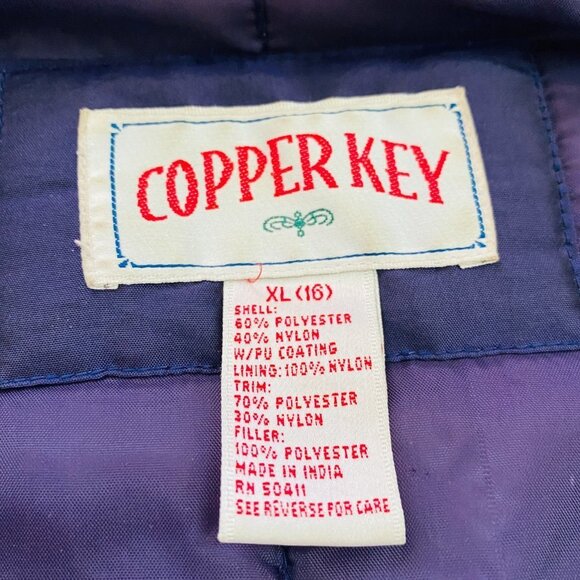 COPPER KEY
XL (16)
SHELL:
60% POLYESTER
40% NYLON
W/PU COATING
LINING: 100% NYLON
TRIM:
70% POLYESTER
30% NYLON
FILLER:
100% POLYESTER
MADE IN INDIA
RN 50411
SEE REVERSE FOR CARE